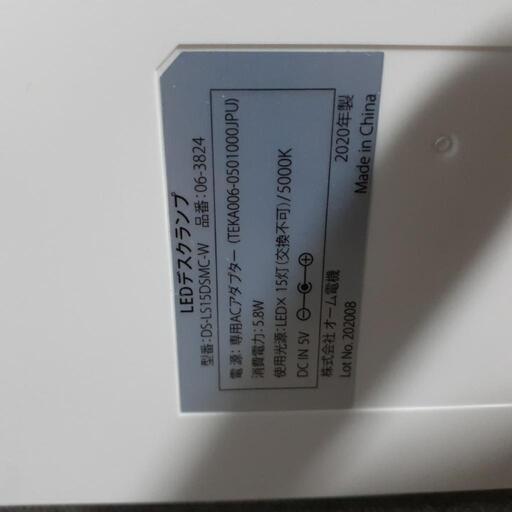 LEDデスクランプ
型番:DS-LS15DSMC-W 品番:06-3824
電源:専用ACアダプター(TEKA006-0501000JPU)
消費電力:5.8W
使用光源:LED×15灯(交換不可)/5000K
DC IN 5V
株式会社 オーム電機 2020年製
Lot No. 202008 Made in China